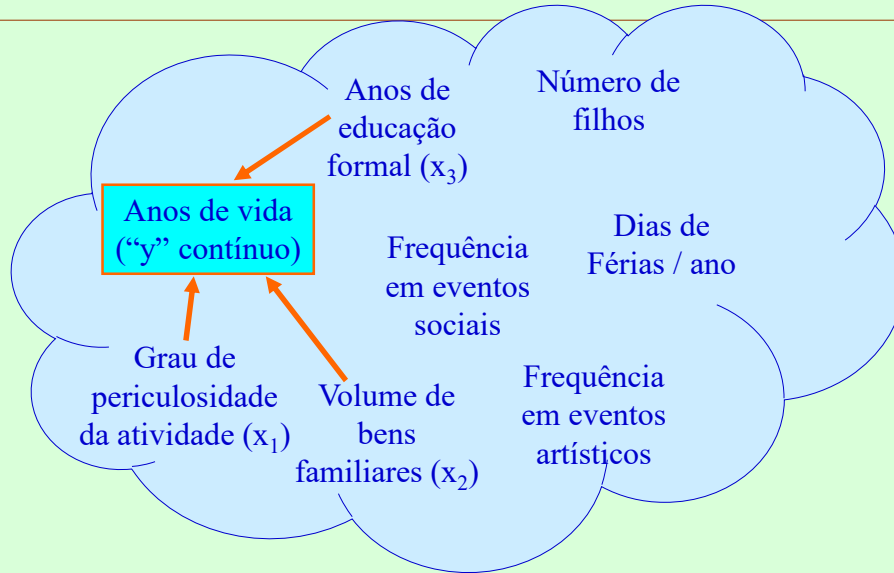 Anos de
educação
formal (x₃)
Número de
filhos
Anos de vida
(“y” contínuo)
Frequência
em eventos
sociais
Dias de
Férias / ano
Grau de
periculosidade
da atividade (x₁)
Volume de
bens
familiares (x₂)
Frequência
em eventos
artísticos